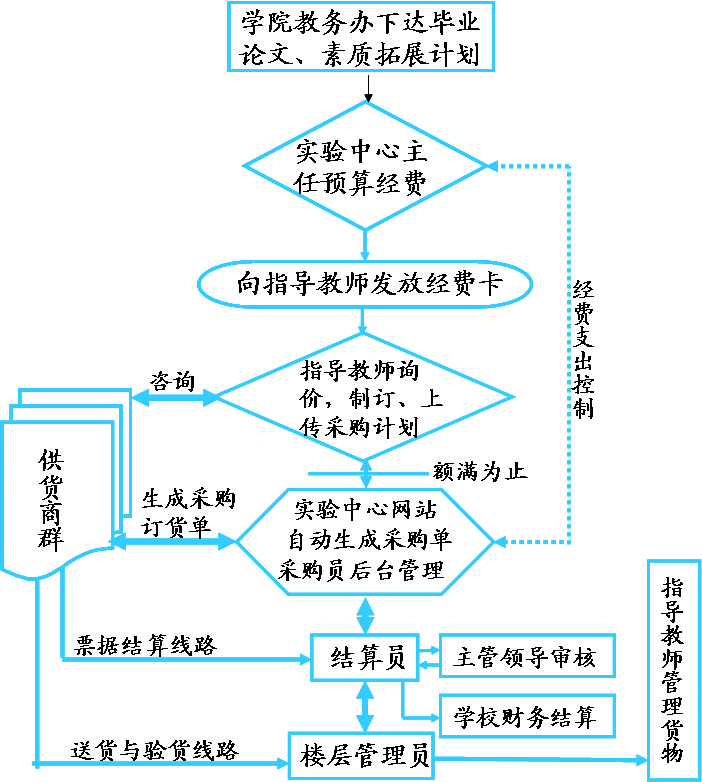 学院教务办下达毕业
论文、素质拓展计划
实验中心主
任预算经费
向指导教师发放经费卡
经费支出控制
咨询
指导教师询
价，制订、上
传采购计划
额满为止
供货商群
生成采购
订货单
实验中心网站
自动生成采购单
采购员后台管理
票据结算线路
结算员
主管领导审核
学校财务结算
送货与验货线路
楼层管理员
指导教师管理货物